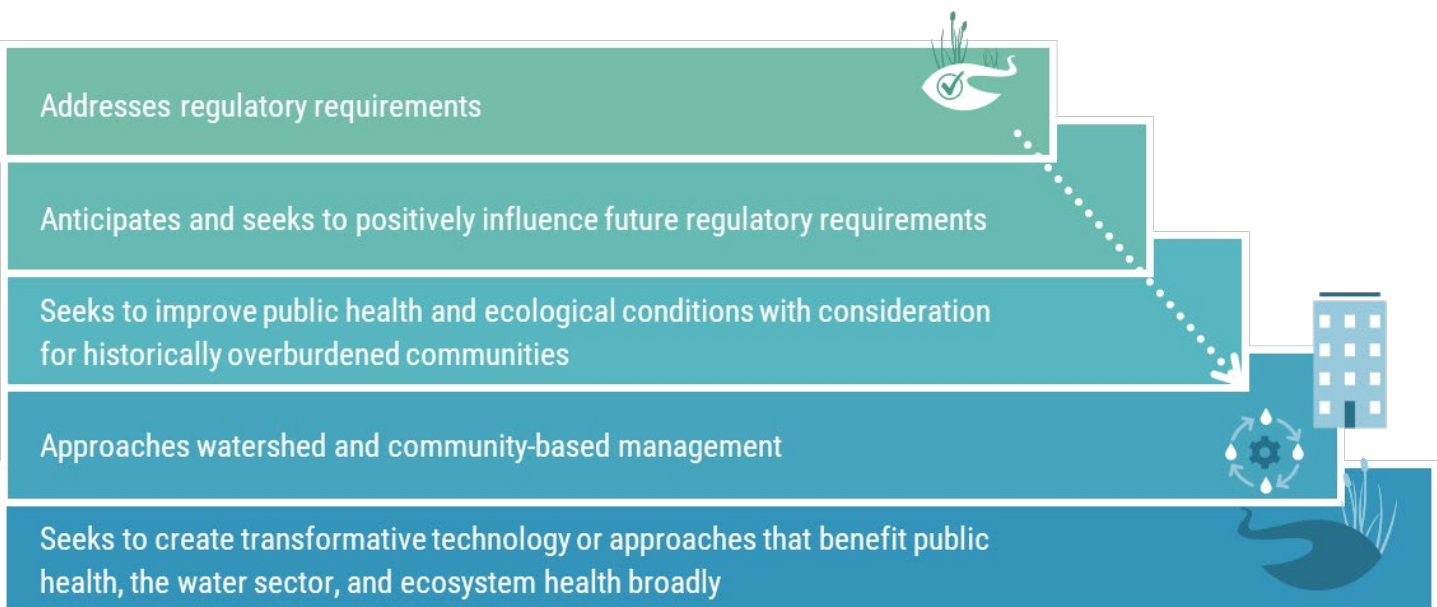 Addresses regulatory requirements
Anticipates and seeks to positively influence future regulatory requirements
Seeks to improve public health and ecological conditions with consideration
for historically overburdened communities
Approaches watershed and community-based management
Seeks to create transformative technology or approaches that benefit public
health, the water sector, and ecosystem health broadly